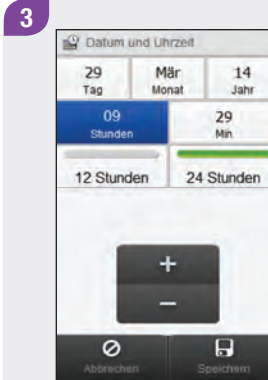 3
Datum und Uhrzeit
29 Mär 14
Tag Monat Jahr
09 29
Stunden Min.
12 Stunden 24 Stunden
+
−
Abbrechen Speichern